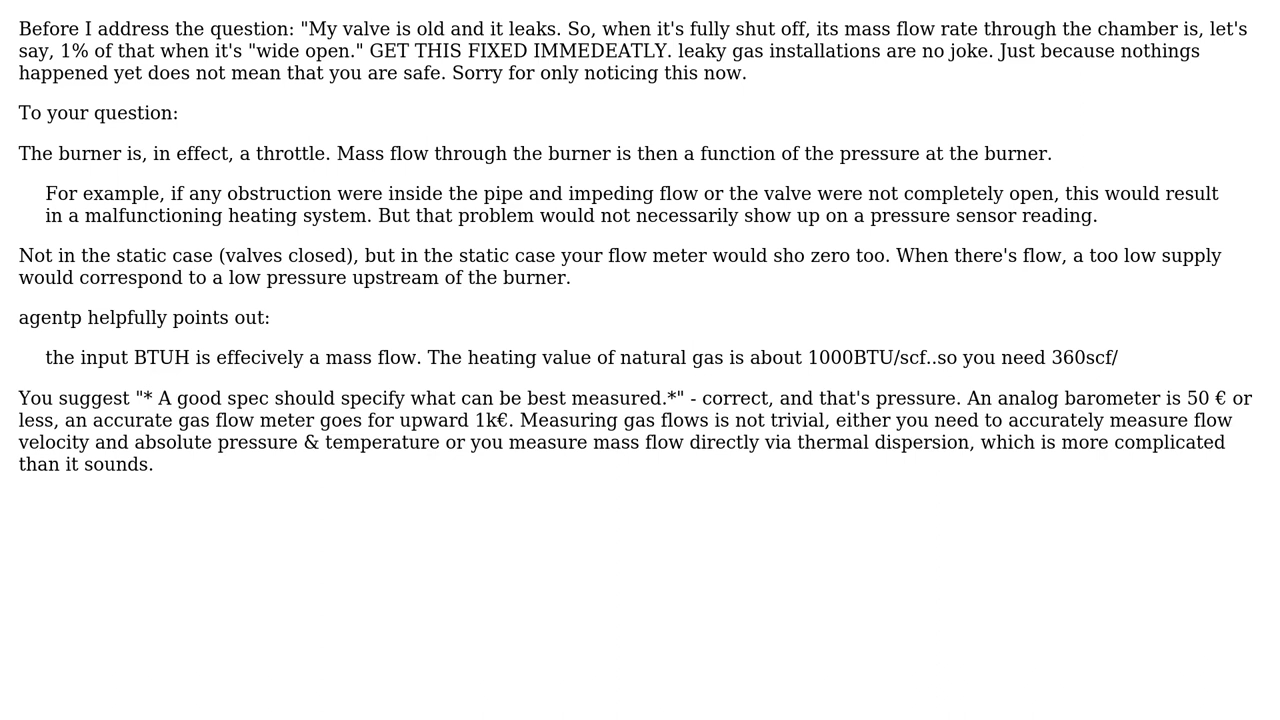 Before I address the question: "My valve is old and it leaks. So, when it's fully shut off, its mass flow rate through the chamber is, let's
say, 1% of that when it's "wide open." GET THIS FIXED IMMEDEATLY. leaky gas installations are no joke. Just because nothings
happened yet does not mean that you are safe. Sorry for only noticing this now.
To your question:
The burner is, in effect, a throttle. Mass flow through the burner is then a function of the pressure at the burner.
For example, if any obstruction were inside the pipe and impeding flow or the valve were not completely open, this would result
in a malfunctioning heating system. But that problem would not necessarily show up on a pressure sensor reading.
Not in the static case (valves closed), but in the static case your flow meter would sho zero too. When there's flow, a too low supply
would correspond to a low pressure upstream of the burner.
agentp helpfully points out:
the input BTUH is effecively a mass flow. The heating value of natural gas is about 1000BTU/scf..so you need 360scf/
You suggest "* A good spec should specify what can be best measured.*" - correct, and that's pressure. An analog barometer is 50 € or
less, an accurate gas flow meter goes for upward 1k€. Measuring gas flows is not trivial, either you need to accurately measure flow
velocity and absolute pressure & temperature or you measure mass flow directly via thermal dispersion, which is more complicated
than it sounds.